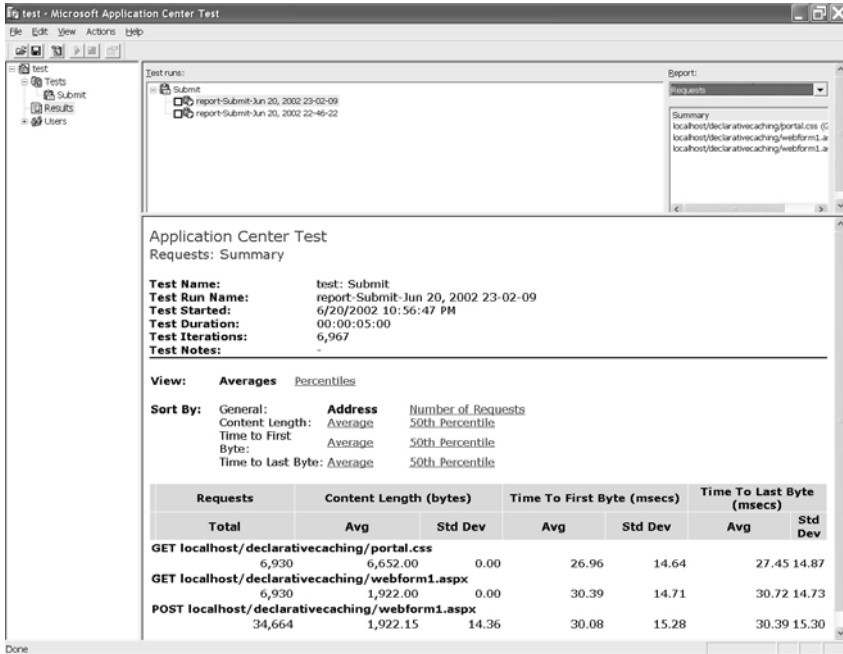 test - Microsoft Application Center Test
File Edit View Actions Help
test
Tests
Submit
Results
Users
Test runs:
Submit
report-Submit-Jun 20, 2002 23-02-09
report-Submit-Jun 20, 2002 22-46-22
Report:
Requests
Summary
localhost/declarativecaching/portal.css (G
localhost/declarativecaching/webform1.a
localhost/declarativecaching/webform1.a
Application Center Test
Requests: Summary
Test Name: test: Submit
Test Run Name: report-Submit-Jun 20, 2002 23-02-09
Test Started: 6/20/2002 10:56:47 PM
Test Duration: 00:00:05:00
Test Iterations: 6,967
Test Notes: -
View: Averages Percentiles
Sort By: General: Address Number of Requests
Content Length: Average 50th Percentile
Time to First Byte: Average 50th Percentile
Time to Last Byte: Average 50th Percentile
Requests Content Length (bytes) Time To First Byte (msecs) Time To Last Byte (msecs)
Total Avg Std Dev Avg Std Dev Avg Std Dev
GET localhost/declarativecaching/portal.css
6,930 6,652.00 0.00 26.96 14.64 27.45 14.87
GET localhost/declarativecaching/webform1.aspx
6,930 1,922.00 0.00 30.39 14.71 30.72 14.73
POST localhost/declarativecaching/webform1.aspx
34,664 1,922.15 14.36 30.08 15.28 30.39 15.30
Done